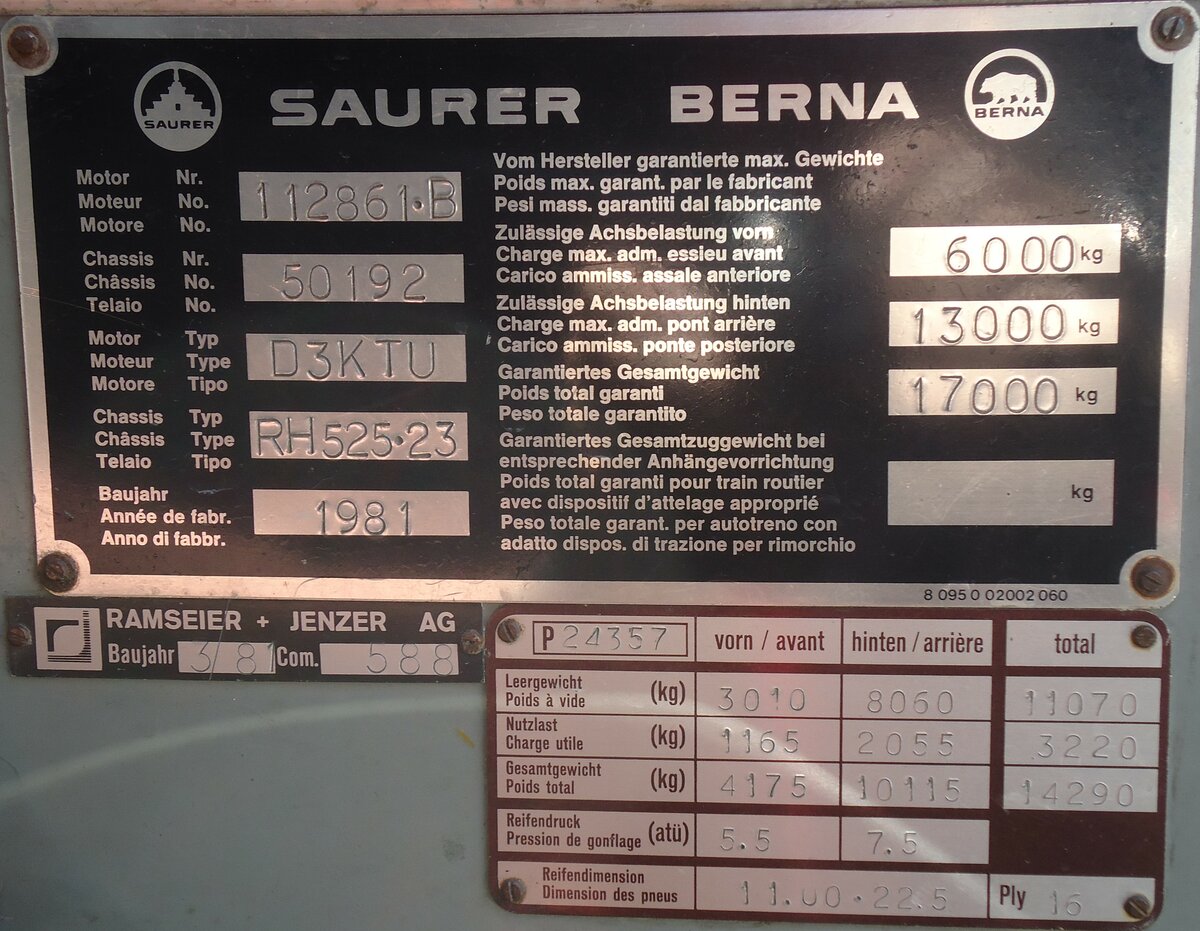 SAURER
SAURER BERNA
BERNA
Motor Nr.
Moteur No. 112861·B
Motore No.
Chassis Nr.
Châssis No. 50192
Telaio No.
Motor Typ
Moteur Type D3KTU
Motore Tipo
Chassis Typ
Châssis Type RH525·23
Telaio Tipo
Baujahr
Année de fabr. 1981
Anno di fabbr.
Vom Hersteller garantierte max. Gewichte
Poids max. garant. par le fabricant
Pesi mass. garantiti dal fabbricante
Zulässige Achsbelastung vorn
Charge max. adm. essieu avant 6000 kg
Carico ammiss. assale anteriore
Zulässige Achsbelastung hinten
Charge max. adm. pont arrière 13000 kg
Carico ammiss. ponte posteriore
Garantiertes Gesamtgewicht
Poids total garanti 17000 kg
Peso totale garantito
Garantiertes Gesamtzuggewicht bei
entsprechender Anhängevorrichtung
Poids total garanti pour train routier kg
avec dispositif d'attelage approprié
Peso totale garant. per autotreno con
adatto dispos. di trazione per rimorchio
8 095 0 02002 060
RAMSEIER + JENZER AG
Baujahr 3/81 Com. 588
P 24357 vorn / avant hinten / arrière total
Leergewicht
Poids à vide (kg) 3010 8060 11070
Nutzlast
Charge utile (kg) 1165 2055 3220
Gesamtgewicht
Poids total (kg) 4175 10115 14290
Reifendruck
Pression de gonflage (atü) 5.5 7.5
Reifendimension
Dimension des pneus 11.00·22.5 Ply 16